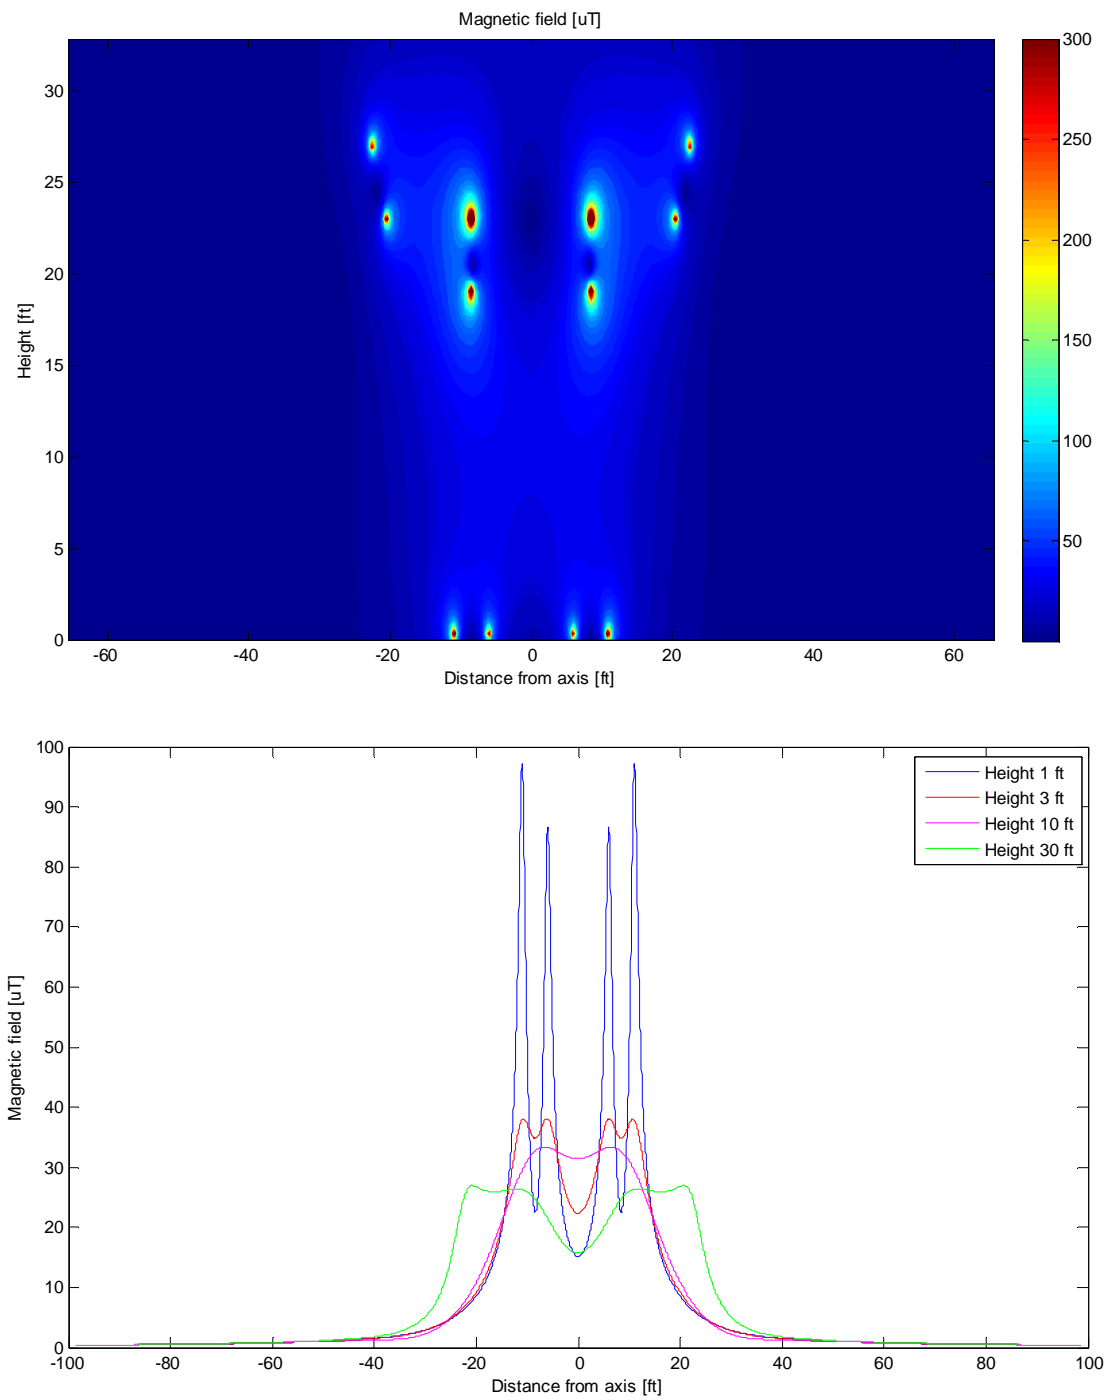 Magnetic field [uT]
30
25
20
15
10
5
0
Height [ft]
-60 -40 -20 0 20 40 60
Distance from axis [ft]
300
250
200
150
100
50
100
90
80
70
60
50
40
30
20
10
0
Magnetic field [uT]
Height 1 ft
Height 3 ft
Height 10 ft
Height 30 ft
-100 -80 -60 -40 -20 0 20 40 60 80 100
Distance from axis [ft]